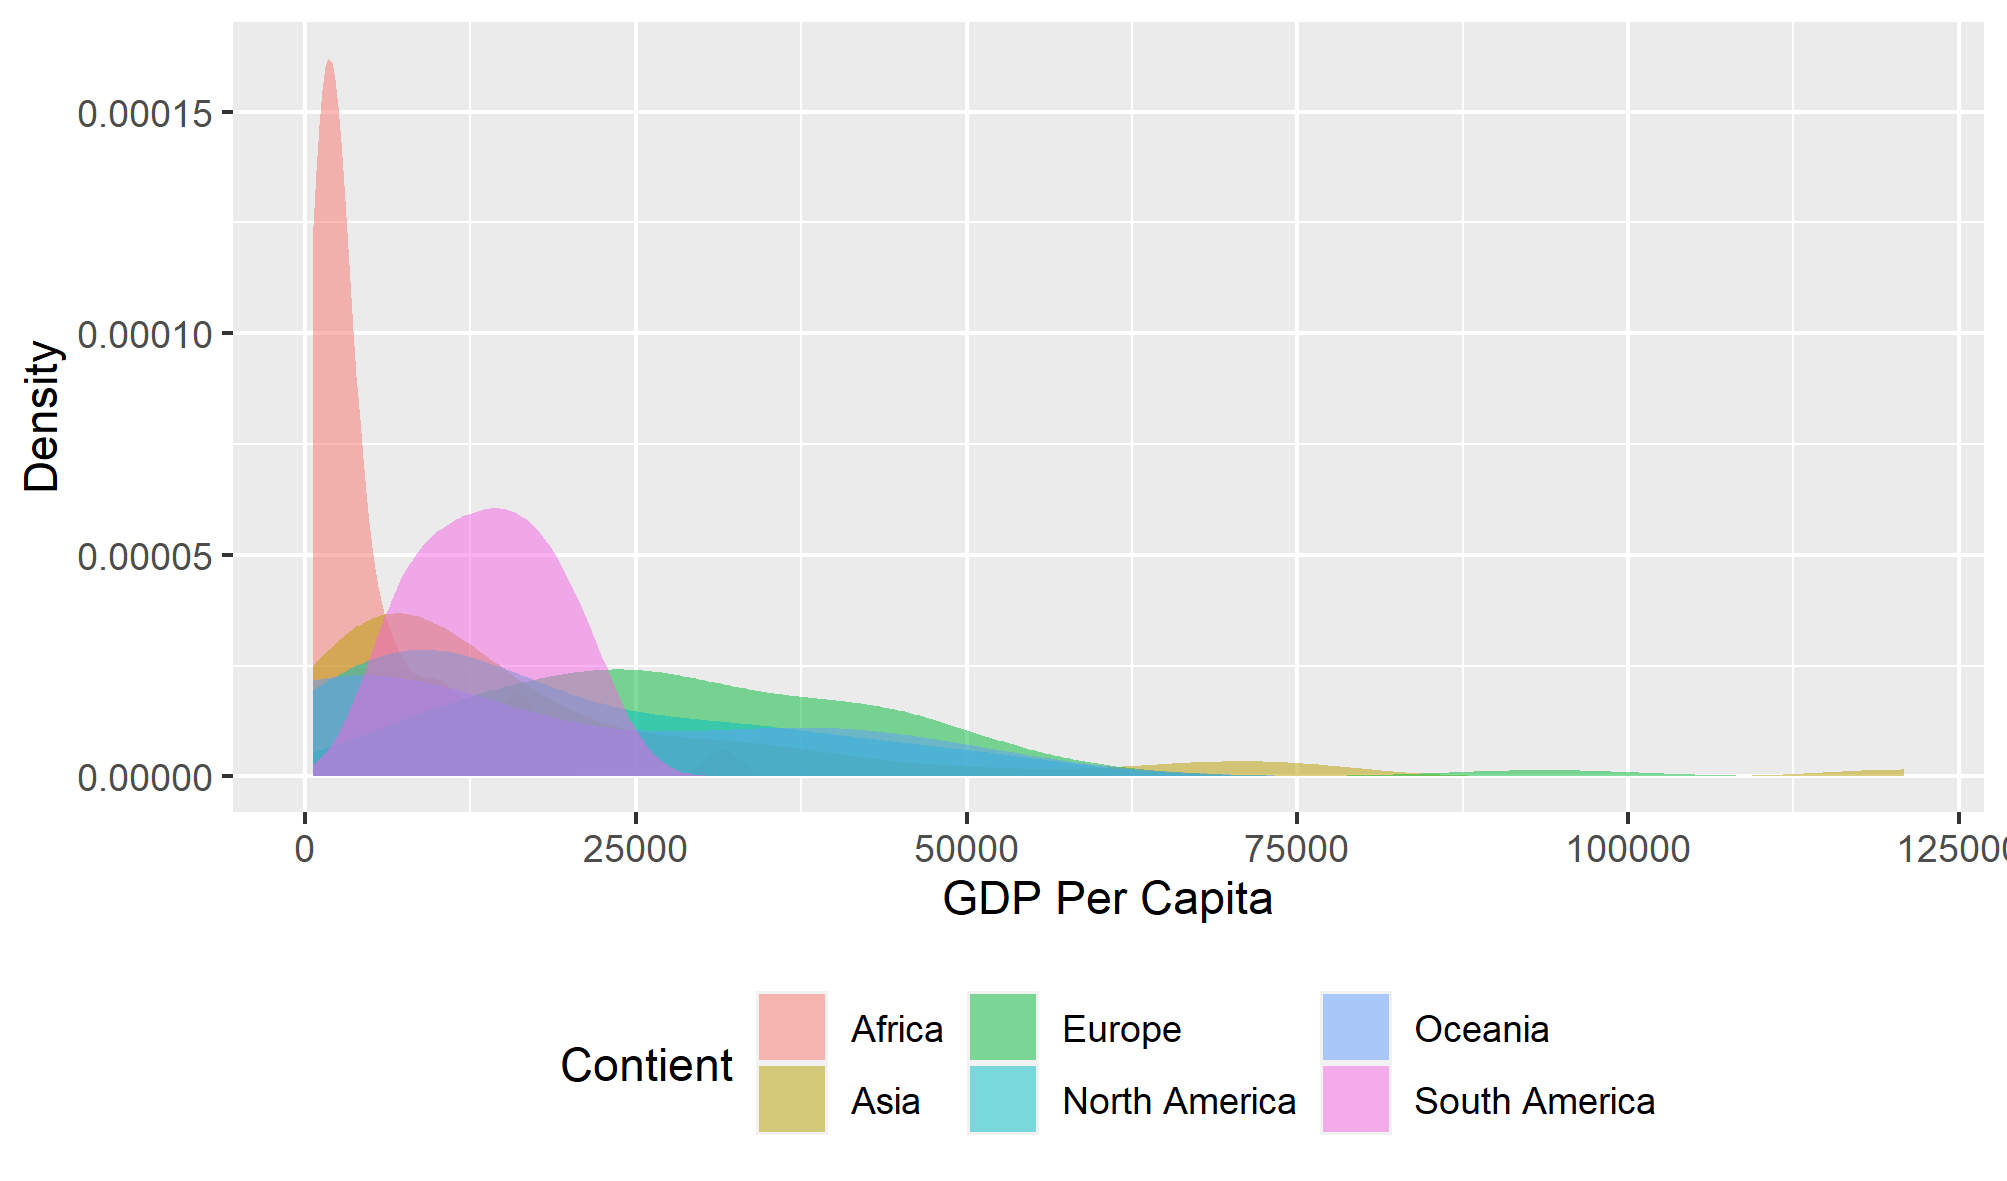 0.00015
0.00010
0.00005
0.00000
Density
0 25000 50000 75000 100000 12500
GDP Per Capita
Contient
Africa Europe Oceania
Asia North America South America